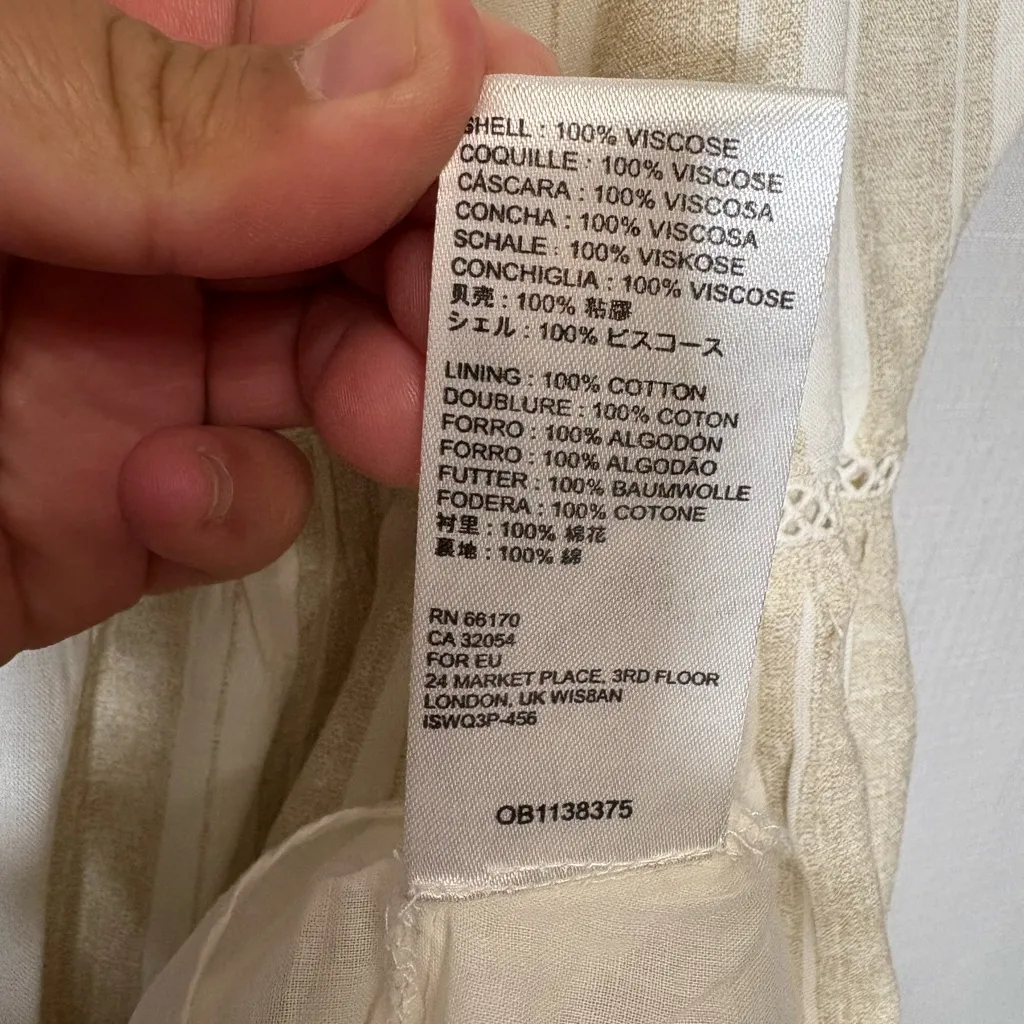 SHELL : 100% VISCOSE
COQUILLE : 100% VISCOSE
CÁSCARA : 100% VISCOSA
CONCHA : 100% VISCOSA
SCHALE : 100% VISKOSE
CONCHIGLIA : 100% VISCOSE
贝壳 : 100% 粘膠
シェル : 100% ビスコース
LINING : 100% COTTON
DOUBLURE : 100% COTON
FORRO : 100% ALGODÓN
FORRO : 100% ALGODÃO
FUTTER : 100% BAUMWOLLE
FODERA : 100% COTONE
衬里 : 100% 綿花
裏地 : 100% 綿
RN 66170
CA 32054
FOR EU
24 MARKET PLACE, 3RD FLOOR
LONDON, UK WIS8AN
ISWQ3P-456
OB1138375